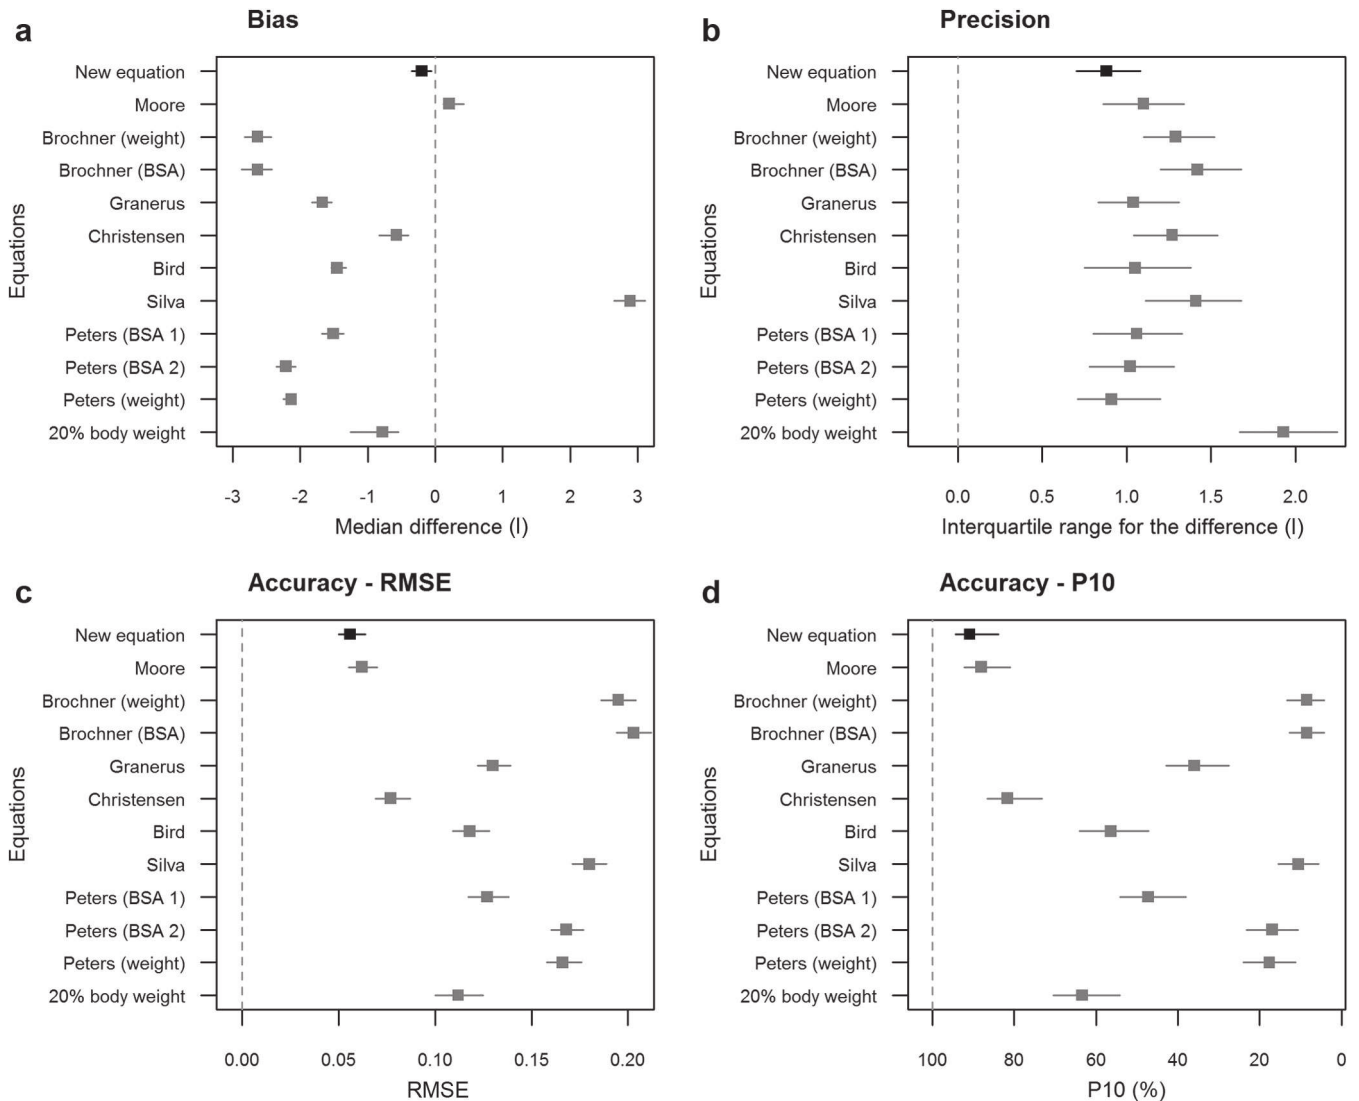 a
Bias
Equations
New equation
Moore
Brochner (weight)
Brochner (BSA)
Granerus
Christensen
Bird
Silva
Peters (BSA 1)
Peters (BSA 2)
Peters (weight)
20% body weight
-3 -2 -1 0 1 2 3
Median difference (l)
b
Precision
Equations
New equation
Moore
Brochner (weight)
Brochner (BSA)
Granerus
Christensen
Bird
Silva
Peters (BSA 1)
Peters (BSA 2)
Peters (weight)
20% body weight
0.0 0.5 1.0 1.5 2.0
Interquartile range for the difference (l)
c
Accuracy - RMSE
Equations
New equation
Moore
Brochner (weight)
Brochner (BSA)
Granerus
Christensen
Bird
Silva
Peters (BSA 1)
Peters (BSA 2)
Peters (weight)
20% body weight
0.00 0.05 0.10 0.15 0.20
RMSE
d
Accuracy - P10
Equations
New equation
Moore
Brochner (weight)
Brochner (BSA)
Granerus
Christensen
Bird
Silva
Peters (BSA 1)
Peters (BSA 2)
Peters (weight)
20% body weight
100 80 60 40 20 0
P10 (%)